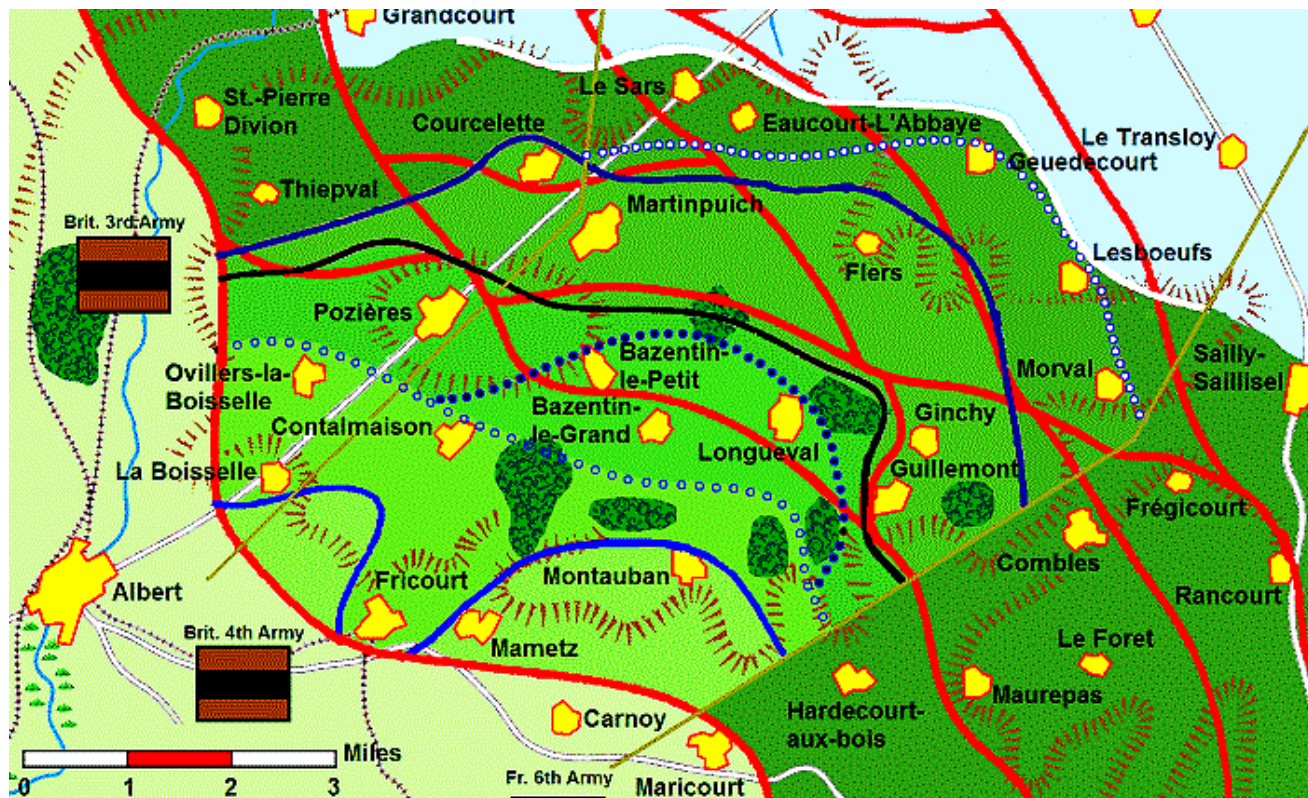 Grandcourt
St.-Pierre
Divion
Le Sars
Courcelette
Eaucourt-L'Abbaye
Le Transloy
Geuedecourt
Thiepval
Martinpuich
Brit. 3rd Army
Flers
Lesboeufs
Pozières
Bazentin-
le-Petit
Sailly-
Saillisel
Ovillers-la-
Boisselle
Morval
Bazentin-
le-Grand
Ginchy
Contalmaison
Longueval
Guillemont
La Boisselle
Frégicourt
Combles
Fricourt
Montauban
Albert
Rancourt
Brit. 4th Army
Mametz
Le Foret
Maurepas
Hardecourt-
aux-bois
Carnoy
Miles
0 1 2 3
Fr. 6th Army
Maricourt